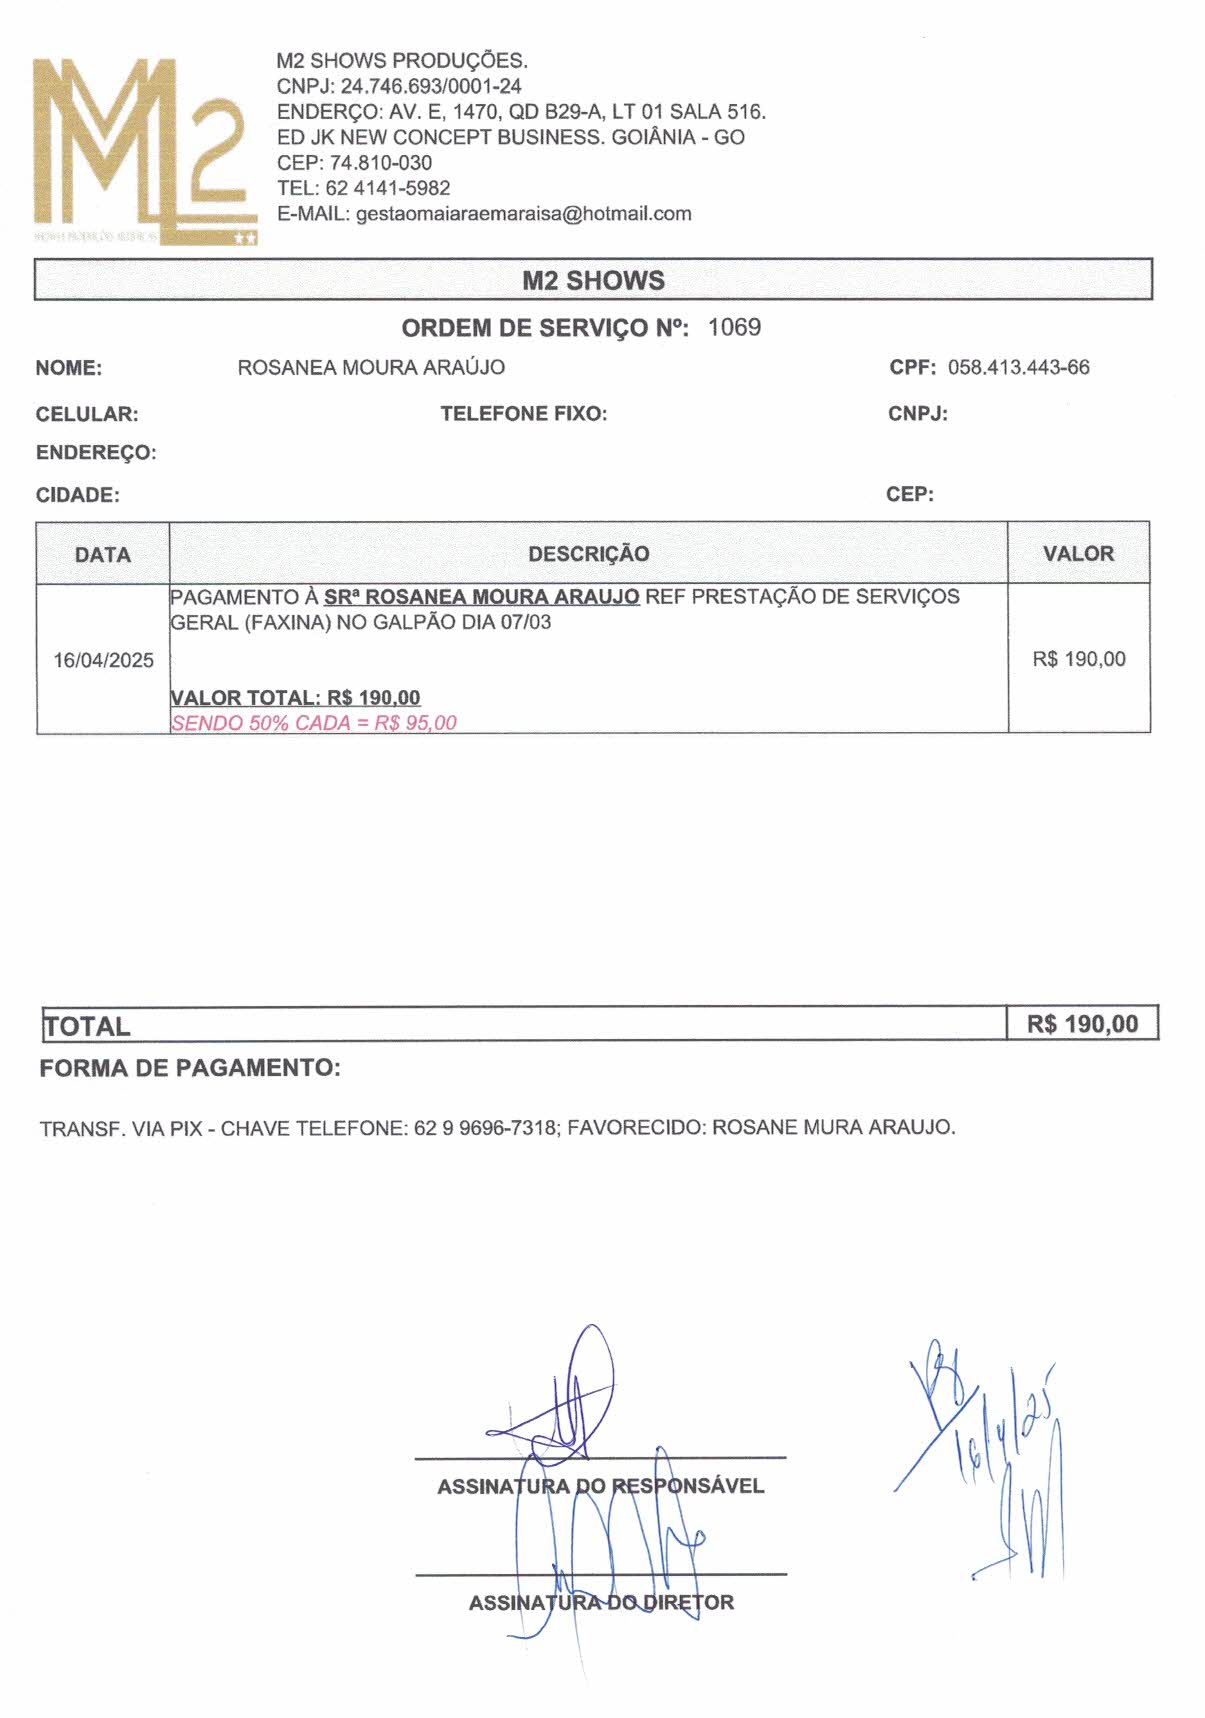 M2 SHOWS PRODUÇÕES.
CNPJ: 24.746.693/0001-24
ENDERÇO: AV. E, 1470, QD B29-A, LT 01 SALA 516.
ED JK NEW CONCEPT BUSINESS. GOIÂNIA - GO
CEP: 74.810-030
TEL: 62 4141-5982
E-MAIL: gestaomaiaraemaraisa@hotmail.com
M2
M2 SHOWS
ORDEM DE SERVIÇO Nº: 1069
NOME: ROSANEA MOURA ARAÚJO CPF: 058.413.443-66
CELULAR: TELEFONE FIXO: CNPJ:
ENDEREÇO:
CIDADE: CEP:
DATA DESCRIÇÃO VALOR
PAGAMENTO À SRª ROSANEA MOURA ARAUJO REF PRESTAÇÃO DE SERVIÇOS
GERAL (FAXINA) NO GALPÃO DIA 07/03
16/04/2025 R$ 190,00
VALOR TOTAL: R$ 190,00
SENDO 50% CADA = R$ 95,00
TOTAL R$ 190,00
FORMA DE PAGAMENTO:
TRANSF. VIA PIX - CHAVE TELEFONE: 62 9 9696-7318; FAVORECIDO: ROSANE MURA ARAUJO.
16/4/25
ASSINATURA DO RESPONSÁVEL
ASSINATURA DO DIRETOR